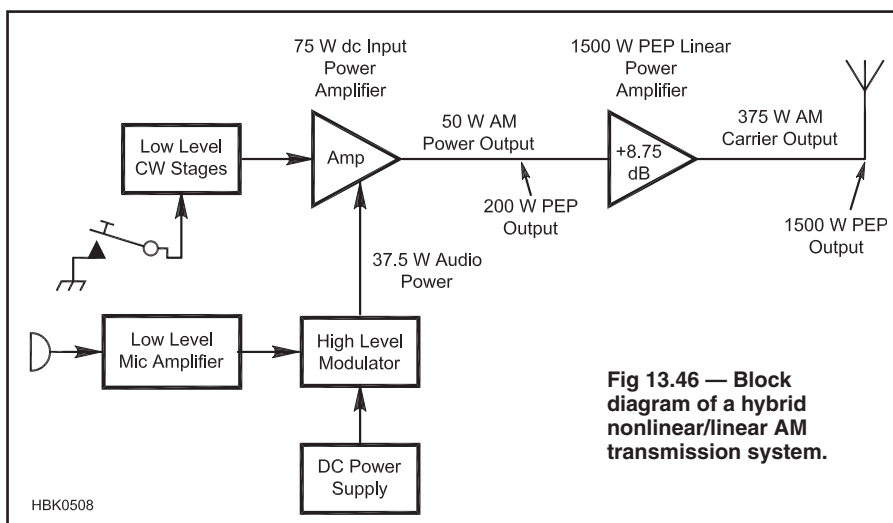 75 W dc Input
Power
Amplifier
1500 W PEP Linear
Power
Amplifier
Low Level
CW Stages
Amp
50 W AM
Power Output
+8.75
dB
375 W AM
Carrier Output
200 W PEP
Output
1500 W PEP
Output
37.5 W Audio
Power
Low Level
Mic Amplifier
High Level
Modulator
DC Power
Supply
Fig 13.46 — Block
diagram of a hybrid
nonlinear/linear AM
transmission system.
HBK0508